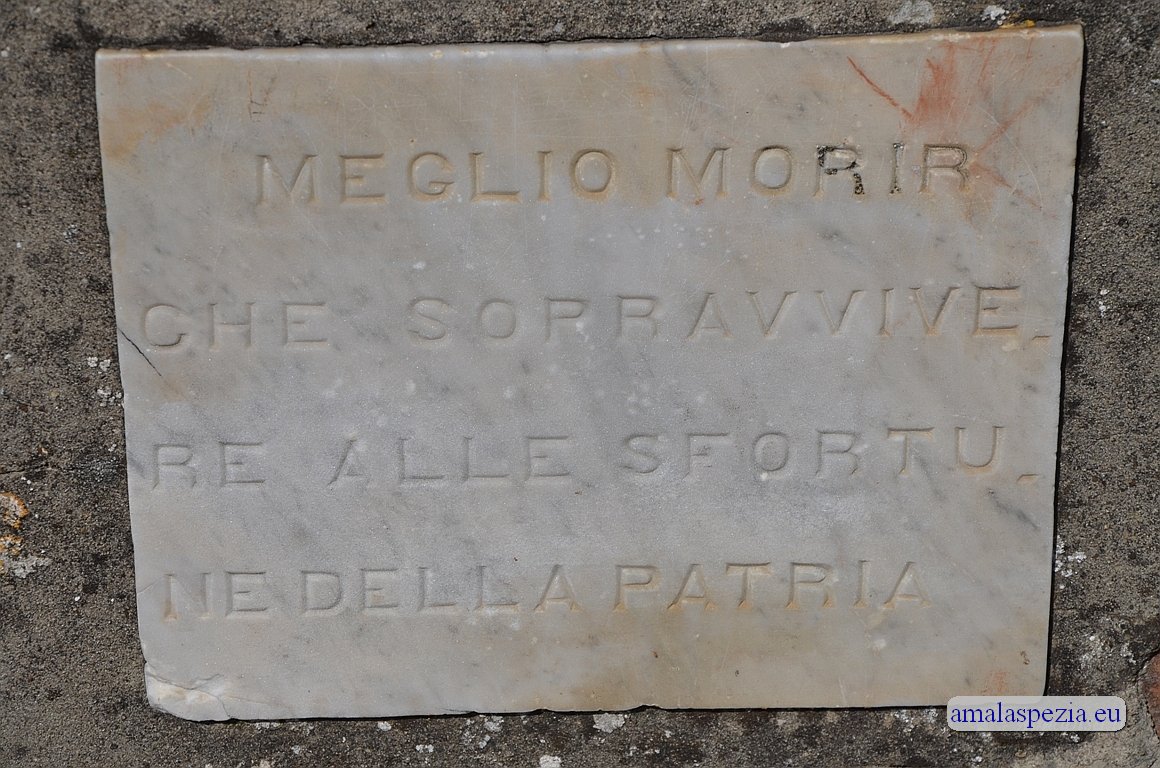 MEGLIO MORIR
CHE SOPRAVVIVE-
RE ALLE SFORTU-
NE DELLA PATRIA
amalaspezia.eu